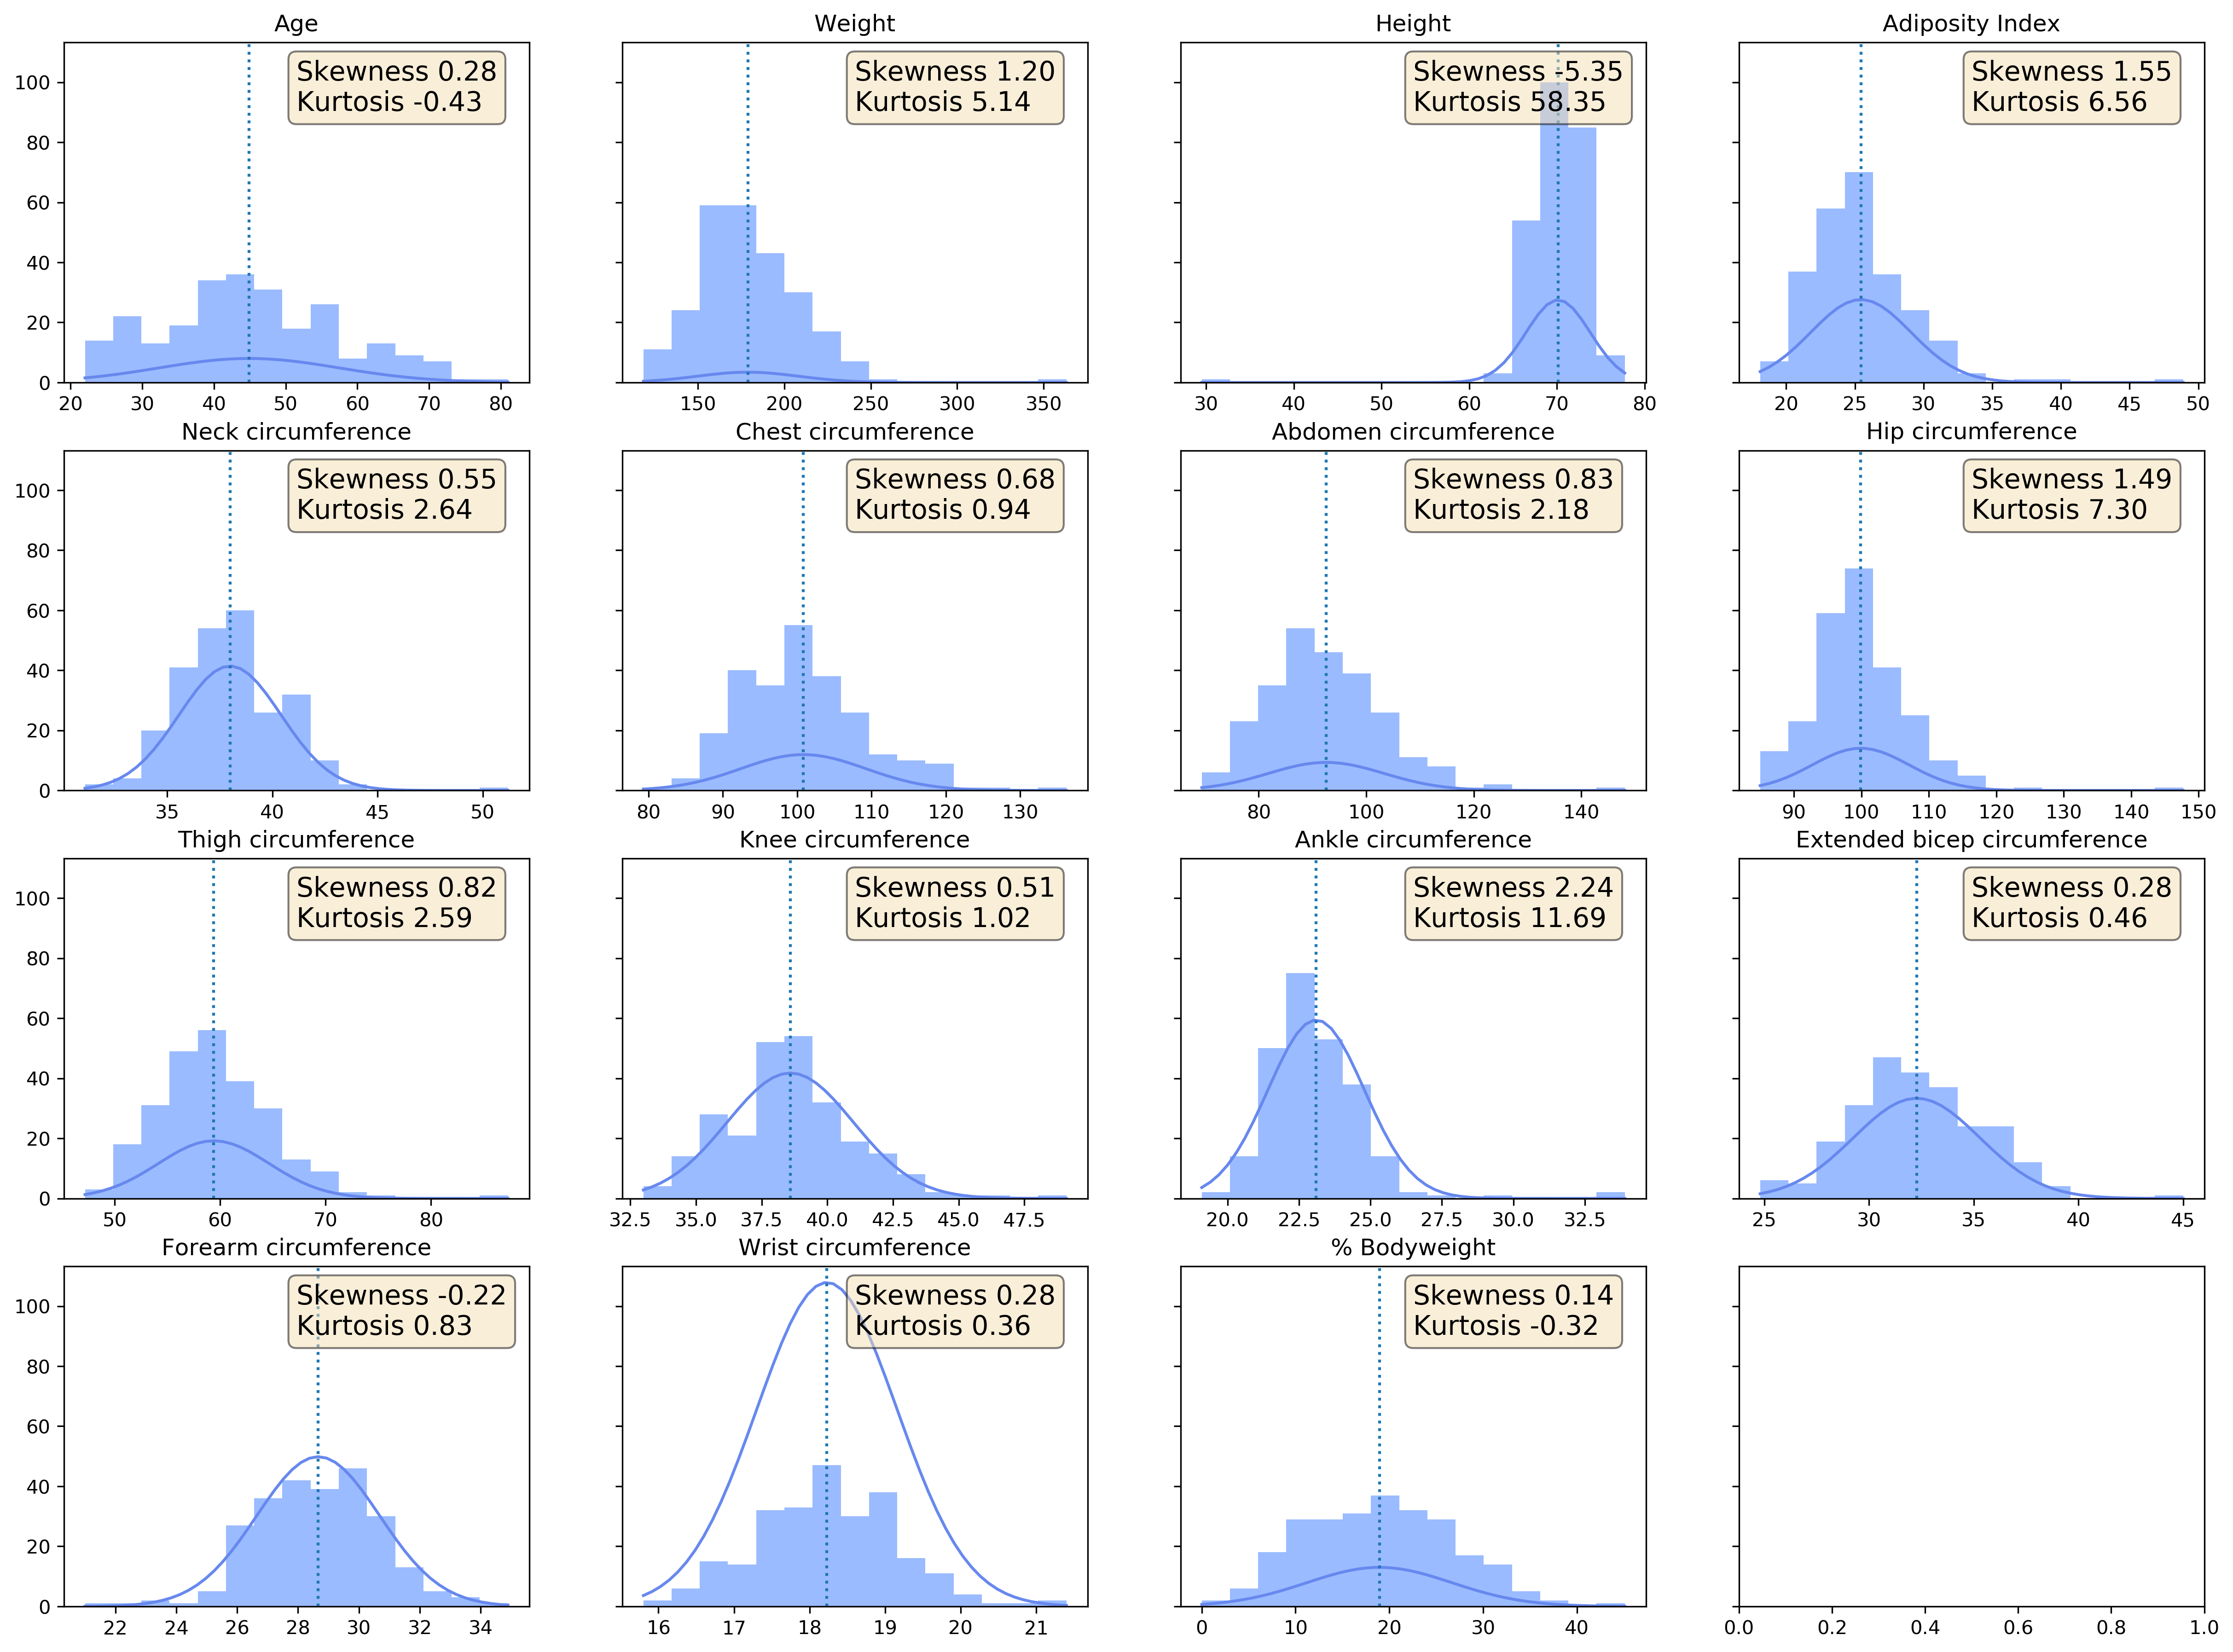 Age
Weight
Height
Adiposity Index
Skewness 0.28
Kurtosis -0.43
Skewness 1.20
Kurtosis 5.14
Skewness -5.35
Kurtosis 58.35
Skewness 1.55
Kurtosis 6.56
100
80
60
40
20
0
20 30 40 50 60 70 80
150 200 250 300 350
30 40 50 60 70 80
20 25 30 35 40 45 50
Neck circumference
Chest circumference
Abdomen circumference
Hip circumference
Skewness 0.55
Kurtosis 2.64
Skewness 0.68
Kurtosis 0.94
Skewness 0.83
Kurtosis 2.18
Skewness 1.49
Kurtosis 7.30
100
80
60
40
20
0
35 40 45 50
80 90 100 110 120 130
80 100 120 140
90 100 110 120 130 140 150
Thigh circumference
Knee circumference
Ankle circumference
Extended bicep circumference
Skewness 0.82
Kurtosis 2.59
Skewness 0.51
Kurtosis 1.02
Skewness 2.24
Kurtosis 11.69
Skewness 0.28
Kurtosis 0.46
100
80
60
40
20
0
50 60 70 80
32.5 35.0 37.5 40.0 42.5 45.0 47.5
20.0 22.5 25.0 27.5 30.0 32.5
25 30 35 40 45
Forearm circumference
Wrist circumference
% Bodyweight
Skewness -0.22
Kurtosis 0.83
Skewness 0.28
Kurtosis 0.36
Skewness 0.14
Kurtosis -0.32
100
80
60
40
20
0
22 24 26 28 30 32 34
16 17 18 19 20 21
0 10 20 30 40
0.0 0.2 0.4 0.6 0.8 1.0